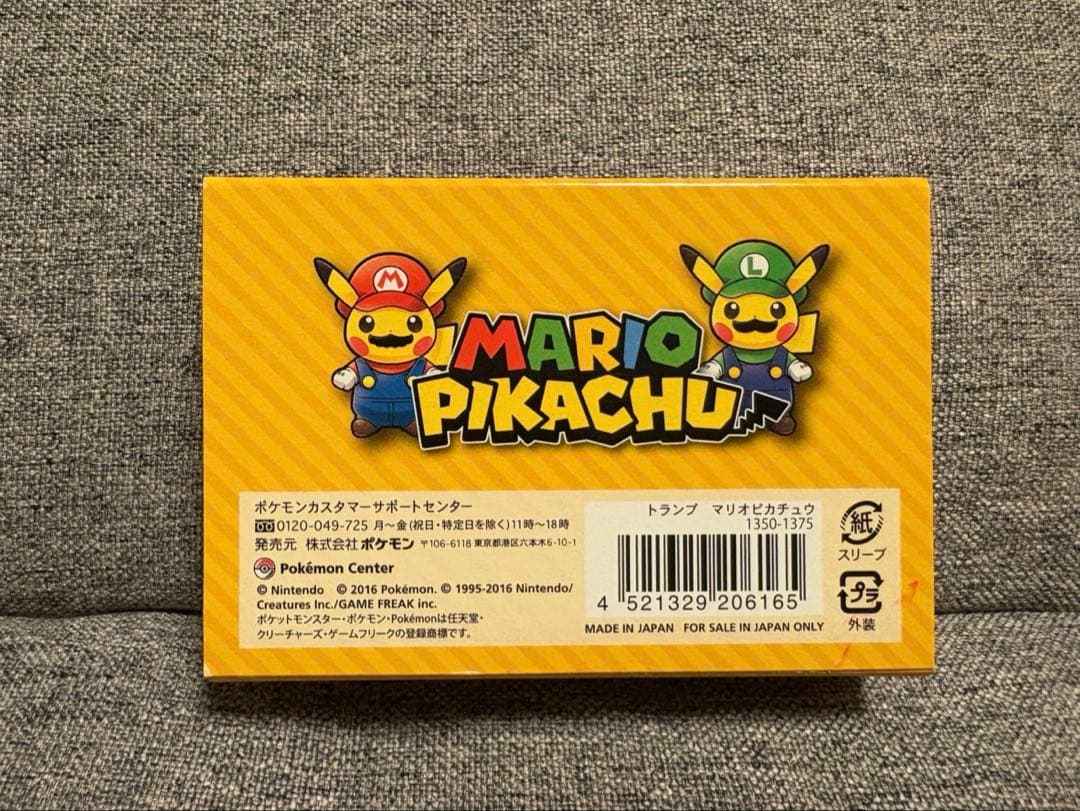 M
L
MARIO
PIKACHU
ポケモンカスタマーサポートセンター
0120-049-725 月～金(祝日・特定日を除く)11時～18時
発売元 株式会社ポケモン 〒106-6118 東京都港区六本木6-10-1
Pokémon Center
© Nintendo © 2016 Pokémon. © 1995-2016 Nintendo/
Creatures Inc./GAME FREAK inc.
ポケットモンスター・ポケモン・Pokémonは任天堂・
クリーチャーズ・ゲームフリークの登録商標です。
トランプ マリオピカチュウ
1350-1375
4 521329 206165
MADE IN JAPAN FOR SALE IN JAPAN ONLY
紙
スリーブ
プラ
外装